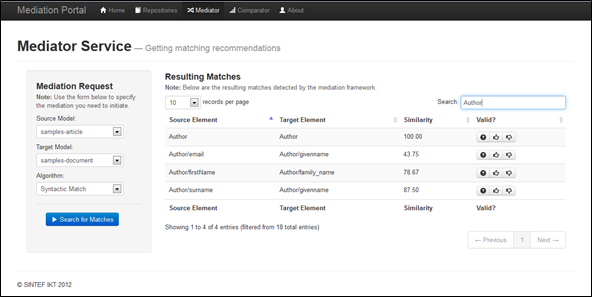 Mediation Portal Home Repositories Mediator Comparator About
Mediator Service — Getting matching recommendations
Mediation Request
Note: Use the form below to specify
the mediation you need to initiate.
Source Model:
samples-article
Target Model:
samples-document
Algorithm:
Syntactic Match
Search for Matches
Resulting Matches
Note: Below are the resulting matches detected by the mediation framework.
10 records per page Search: Author
Source Element Target Element Similarity Valid?
Author Author 100.00
Author/email Author/givenname 43.75
Author/firstName Author/family_name 78.67
Author/surname Author/givenname 87.50
Source Element Target Element Similarity Valid?
Showing 1 to 4 of 4 entries (filtered from 18 total entries)
← Previous 1 Next →
© SINTEF IKT 2012